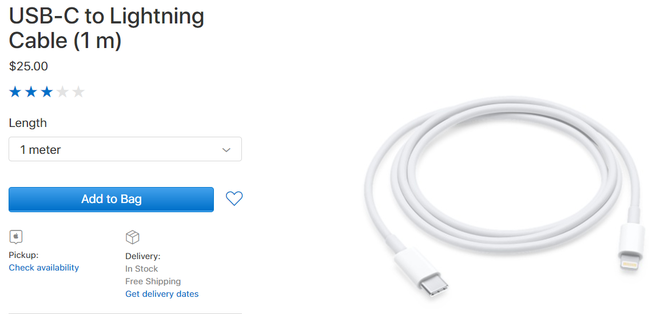 USB-C to Lightning
Cable (1 m)
$25.00
Length
1 meter
Add to Bag
Pickup:
Check availability
Delivery:
In Stock
Free Shipping
Get delivery dates